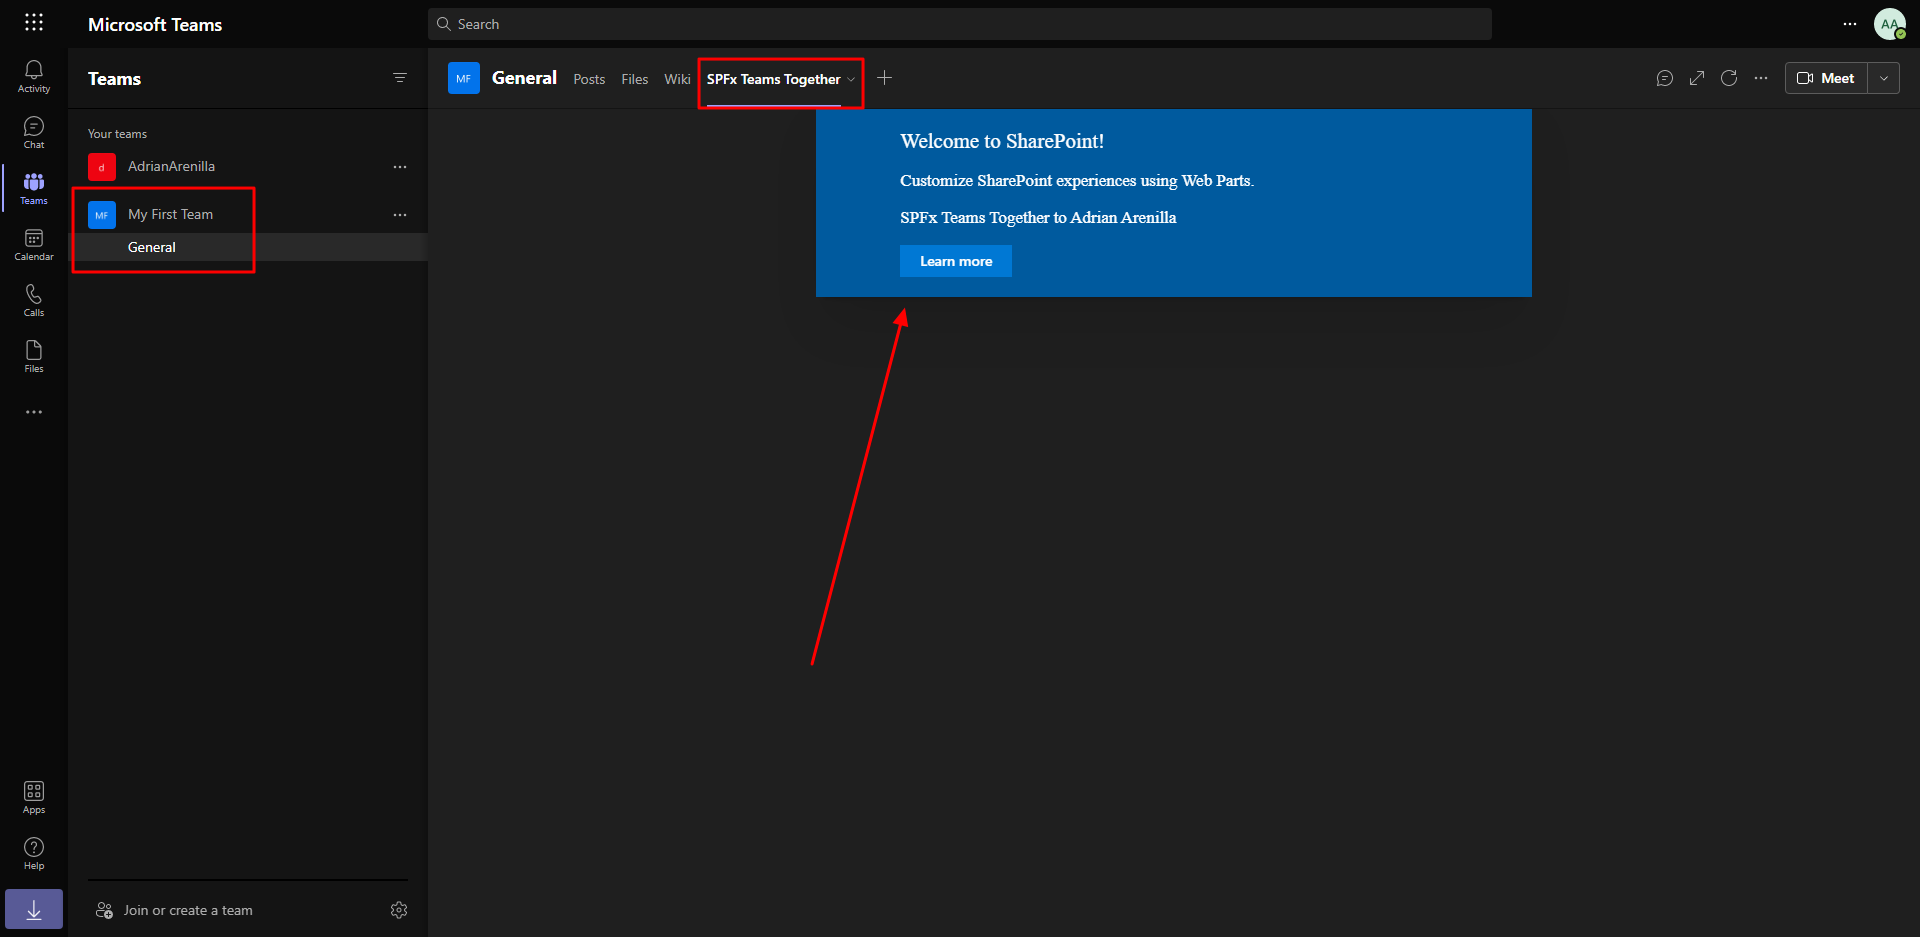 Microsoft Teams
Search
AA
Activity
Chat
Teams
Calendar
Calls
Files
Apps
Help
Teams
Your teams
d AdrianArenilla
MF My First Team
General
Join or create a team
MF General Posts Files Wiki SPFx Teams Together
Meet
Welcome to SharePoint!
Customize SharePoint experiences using Web Parts.
SPFx Teams Together to Adrian Arenilla
Learn more